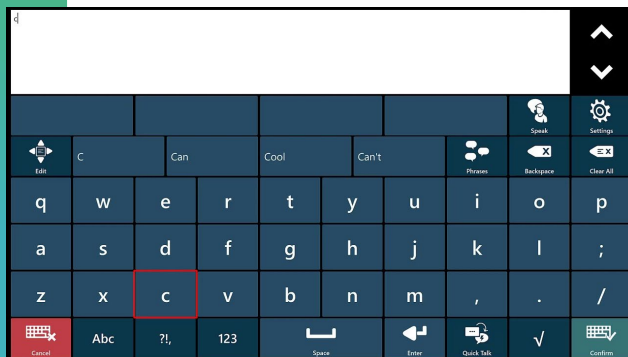 c
Speak Settings
Edit C Can Cool Can't Phrases Backspace Clear All
q w e r t y u i o p
a s d f g h j k l ;
z x c v b n m , . /
Cancel Abc ?!, 123 Space Enter Quick Talk √ Confirm